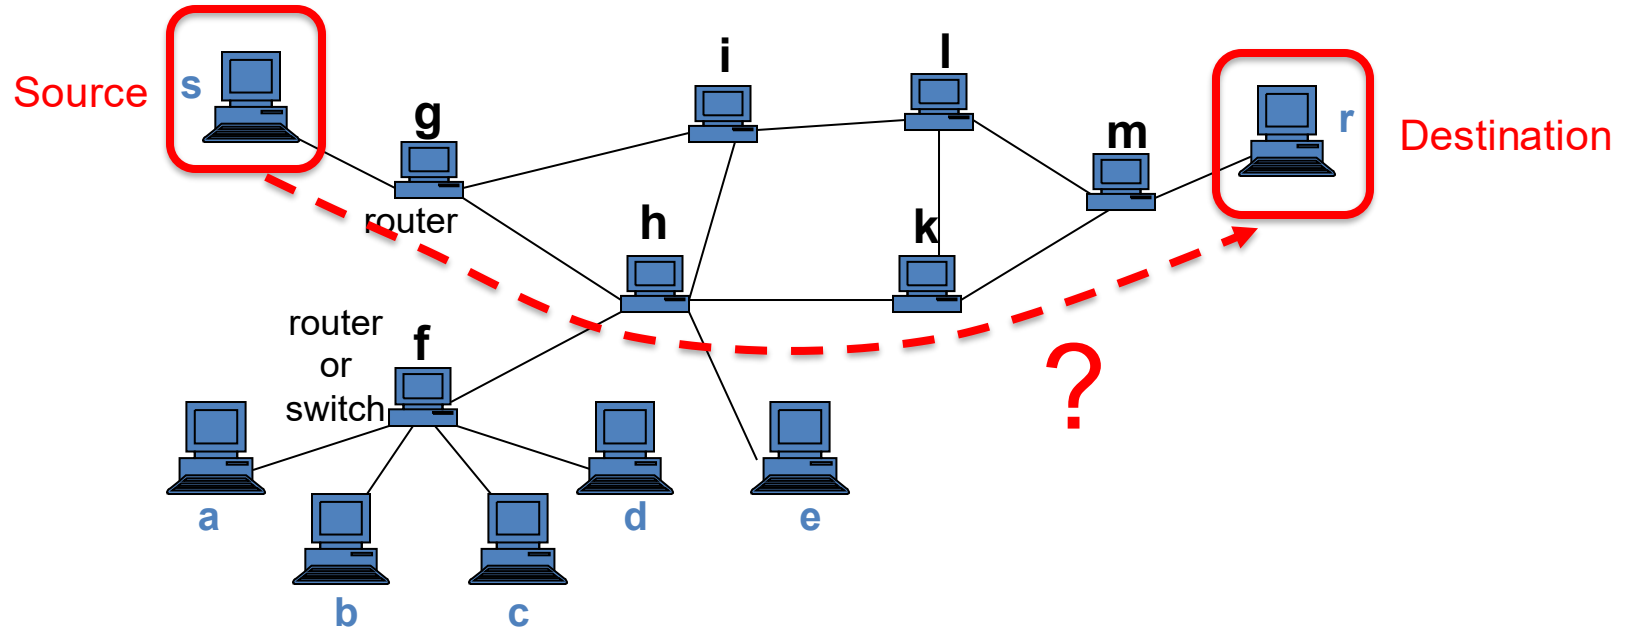 Source
s
g
router
i
l
m
r
Destination
h
k
router
or
switch
f
?
a
b
c
d
e